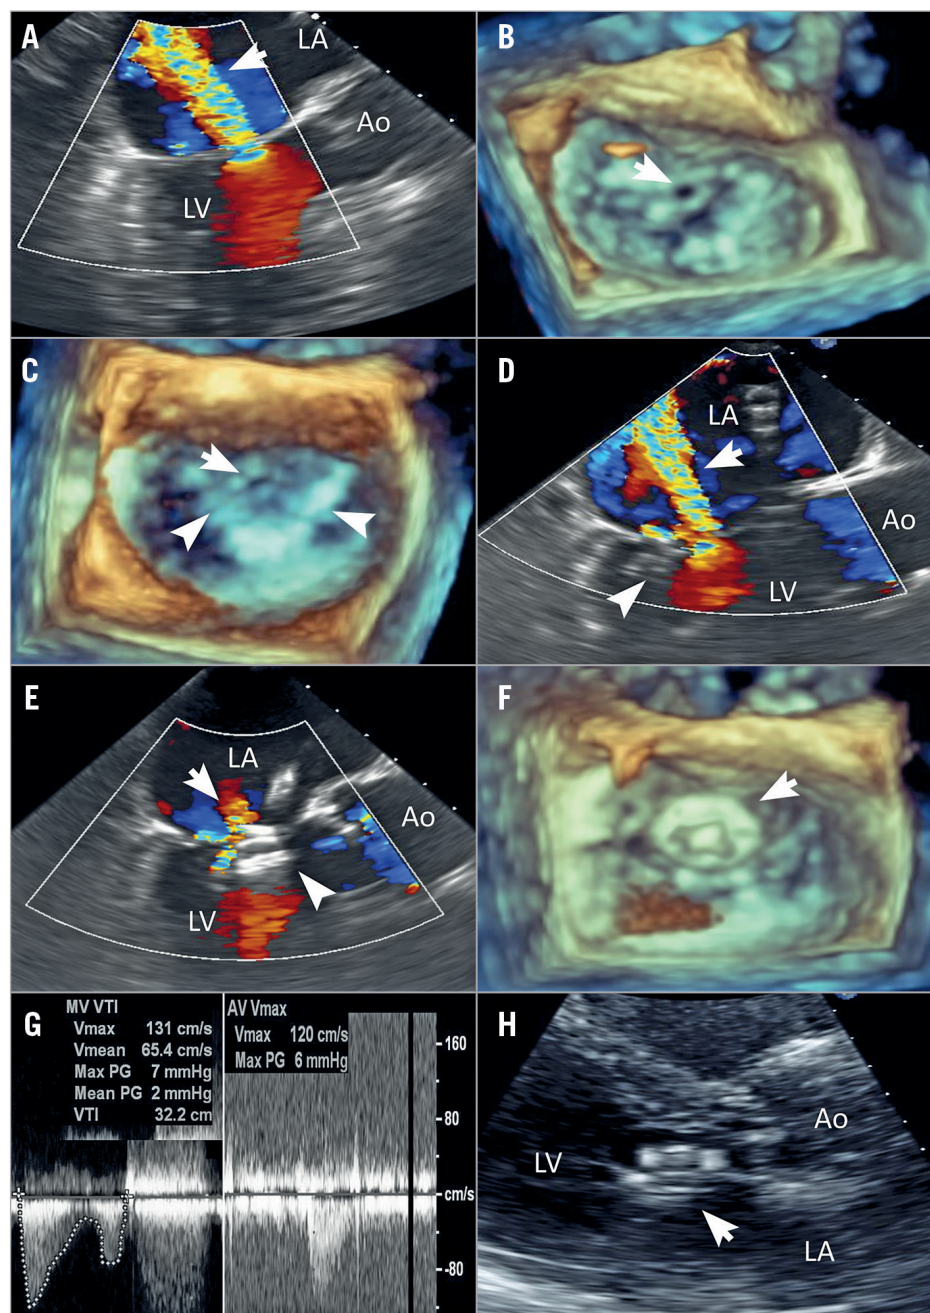 A
LA
Ao
LV
B
C
D
LA
Ao
LV
E
LA
Ao
LV
F
G
MV VTI
Vmax 131 cm/s
Vmean 65.4 cm/s
Max PG 7 mmHg
Mean PG 2 mmHg
VTI 32.2 cm
AV Vmax
Vmax 120 cm/s
Max PG 6 mmHg
160
80
cm/s
-80
H
Ao
LV
LA